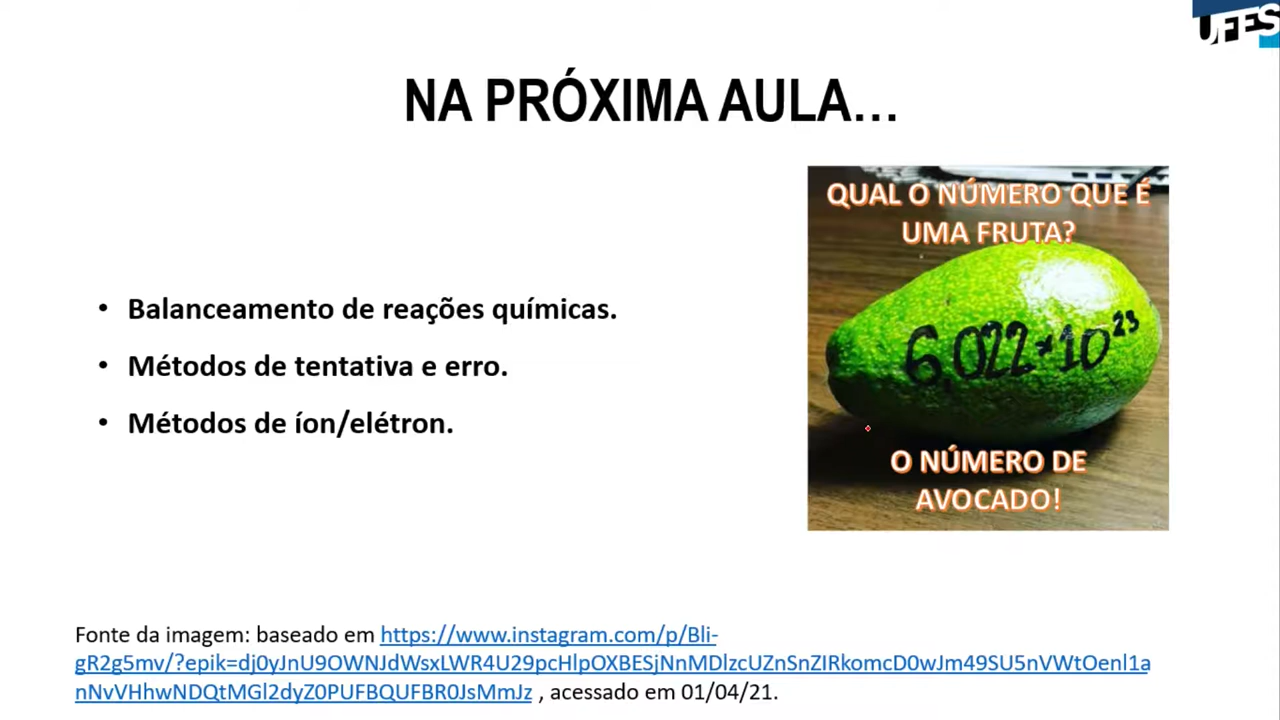 UFES
NA PRÓXIMA AULA...
• Balanceamento de reações químicas.
• Métodos de tentativa e erro.
• Métodos de íon/elétron.
QUAL O NÚMERO QUE É
UMA FRUTA?
6,022*10²³
O NÚMERO DE
AVOCADO!
Fonte da imagem: baseado em https://www.instagram.com/p/Bli-
gR2g5mv/?epik=dj0yJnU9OWNJdWsxLWR4U29pcHlpOXBESjNnMDlzcUZnSnZIRkomcD0wJm49SU5nVWtOenl1a
nNvVHhwNDQtMGl2dyZ0PUFBQUFBR0JsMmJz , acessado em 01/04/21.